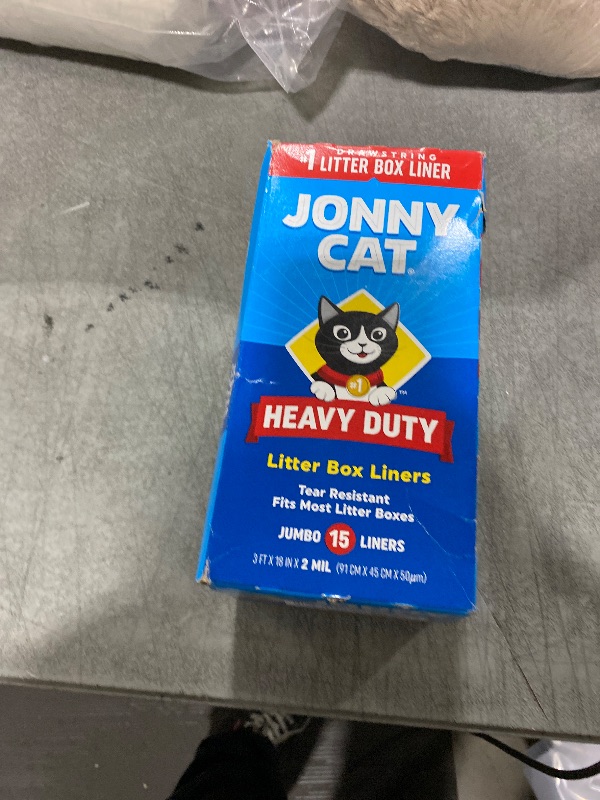 DRAWSTRING
#1 LITTER BOX LINER
JONNY
CAT®
#1
™
HEAVY DUTY
Litter Box Liners
Tear Resistant
Fits Most Litter Boxes
JUMBO 15 LINERS
3 FT X 18 IN X 2 MIL (91 CM X 45 CM X 50µm)